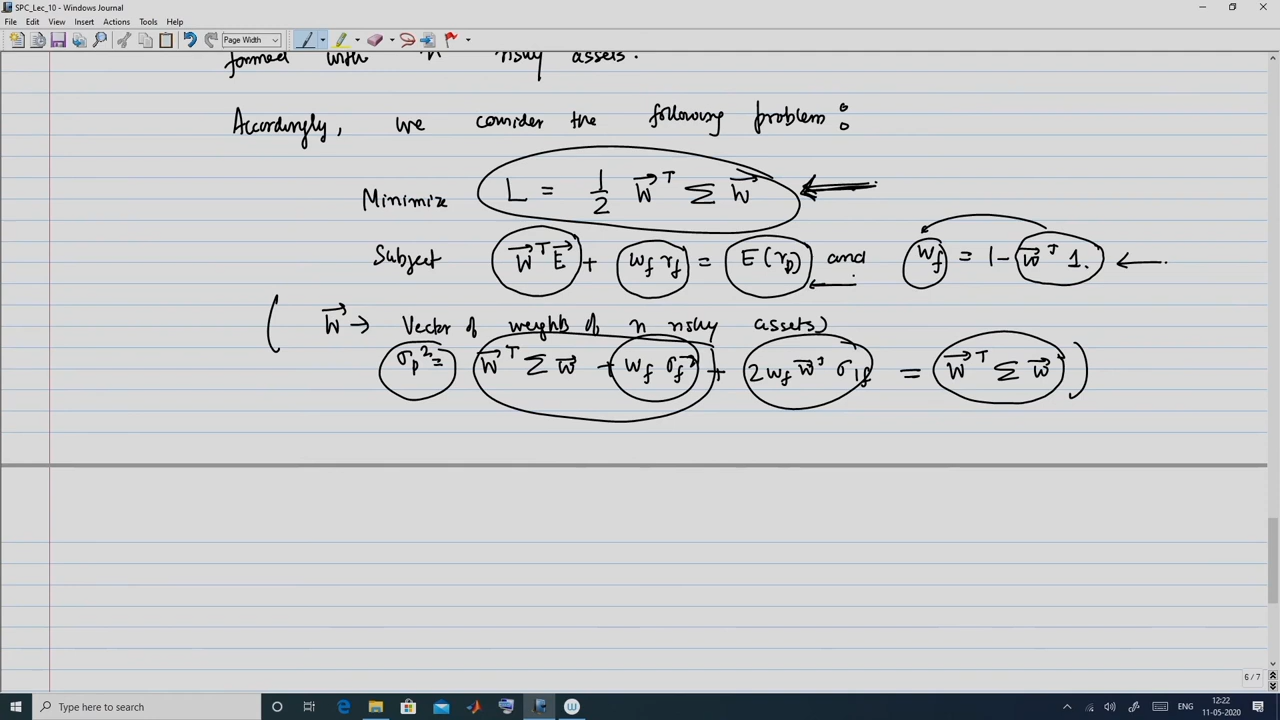 SPC_Lec_10 - Windows Journal
File Edit View Insert Actions Tools Help
Page Width
formed with n risky assets.
Accordingly, we consider the following problem:
Minimize L = 1/2 W⃗^T Σ W⃗
Subject W⃗^T E⃗ + w_f r_f = E(r_p) and w_f = 1 - w⃗^T 1.
( W⃗ → Vector of weights of n risky assets)
σ_p^2 = W⃗^T Σ w⃗ + w_f σ_f^2 + 2 w_f w⃗^T σ_1f = W⃗^T Σ w⃗ )
6 / 7
Type here to search
ENG
12:22
11-05-2020